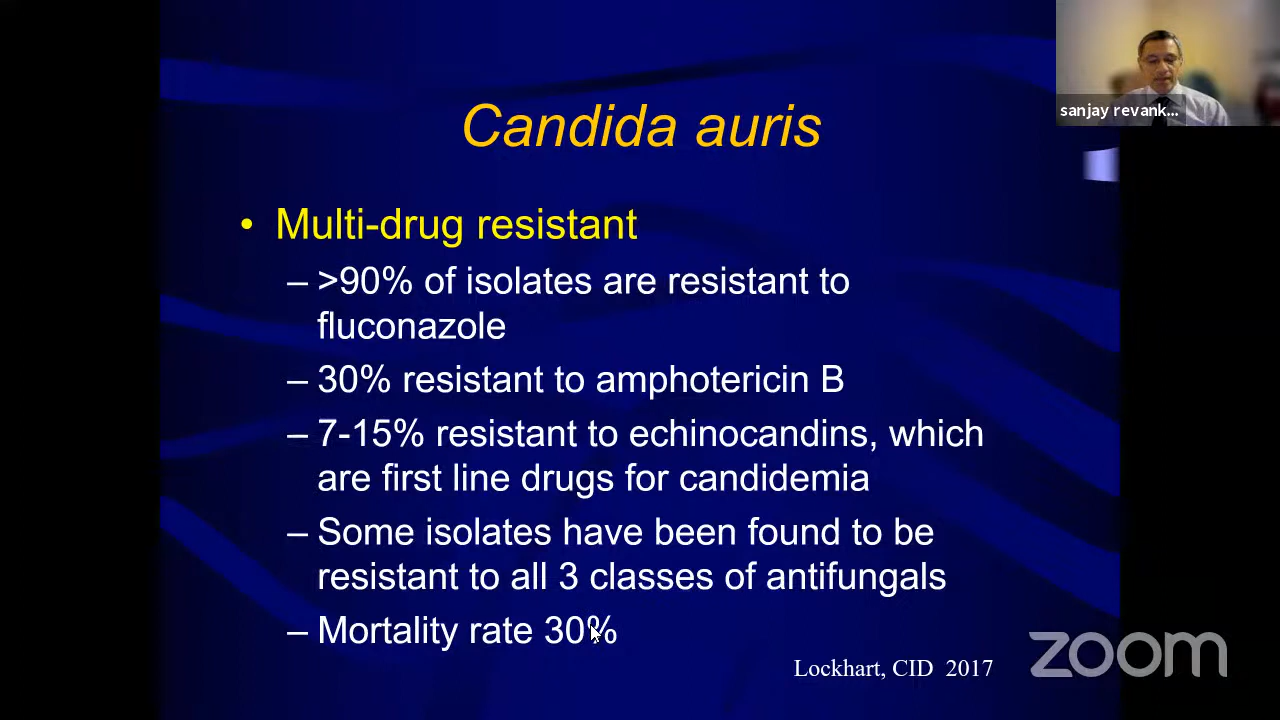 Candida auris
• Multi-drug resistant
– >90% of isolates are resistant to
fluconazole
– 30% resistant to amphotericin B
– 7-15% resistant to echinocandins, which
are first line drugs for candidemia
– Some isolates have been found to be
resistant to all 3 classes of antifungals
– Mortality rate 30%
Lockhart, CID 2017
sanjay revank...
zoom